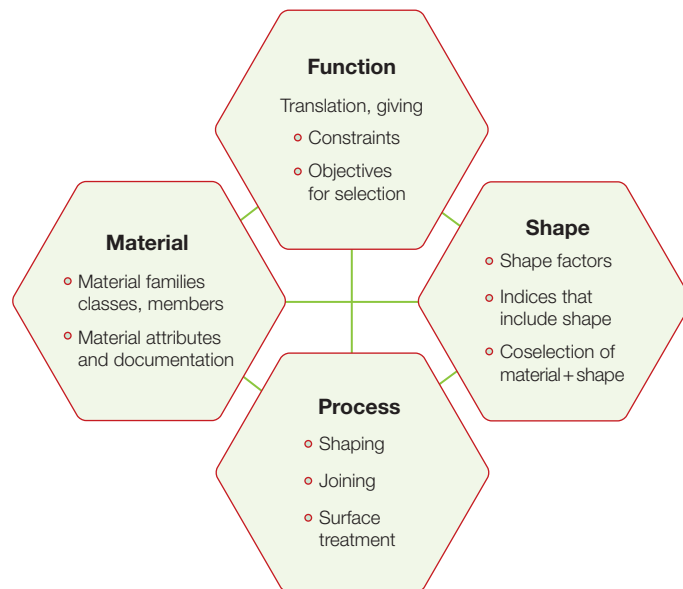 Function
Translation, giving
Constraints
Objectives
for selection
Material
Material families
classes, members
Material attributes
and documentation
Shape
Shape factors
Indices that
include shape
Coselection of
material+shape
Process
Shaping
Joining
Surface
treatment